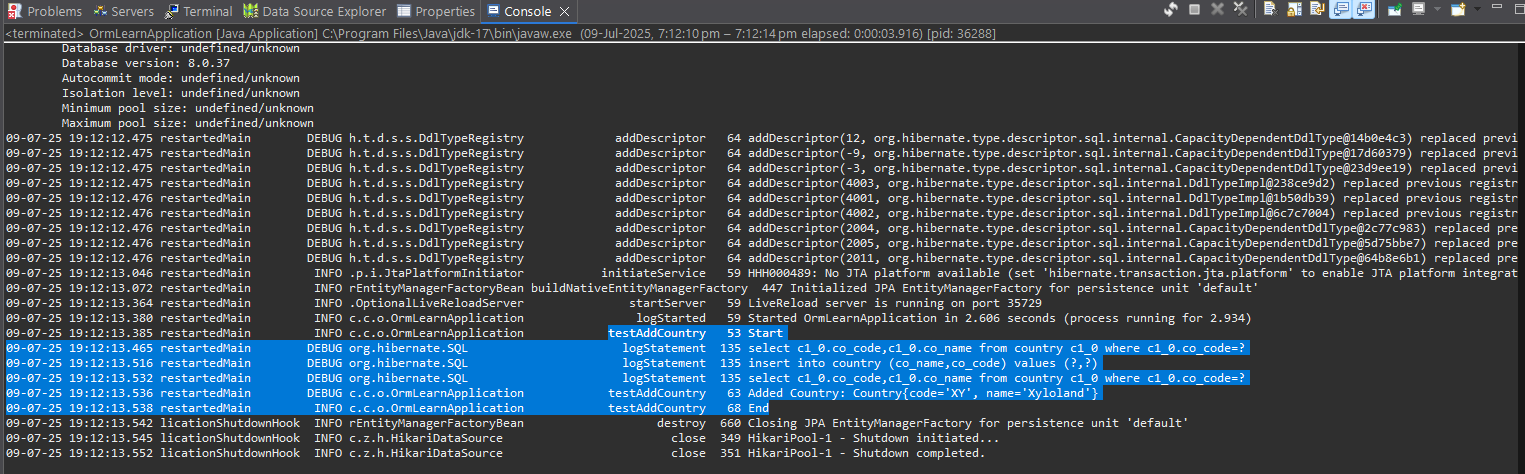 Problems Servers Terminal Data Source Explorer Properties Console
<terminated> OrmLearnApplication [Java Application] C:\Program Files\Java\jdk-17\bin\javaw.exe (09-Jul-2025, 7:12:10 pm – 7:12:14 pm elapsed: 0:00:03.916) [pid: 36288]
Database driver: undefined/unknown
Database version: 8.0.37
Autocommit mode: undefined/unknown
Isolation level: undefined/unknown
Minimum pool size: undefined/unknown
Maximum pool size: undefined/unknown
09-07-25 19:12:12.475 restartedMain DEBUG h.t.d.s.s.DdlTypeRegistry addDescriptor 64 addDescriptor(12, org.hibernate.type.descriptor.sql.internal.CapacityDependentDdlType@14b0e4c3) replaced previ
09-07-25 19:12:12.475 restartedMain DEBUG h.t.d.s.s.DdlTypeRegistry addDescriptor 64 addDescriptor(-9, org.hibernate.type.descriptor.sql.internal.CapacityDependentDdlType@17d60379) replaced previ
09-07-25 19:12:12.475 restartedMain DEBUG h.t.d.s.s.DdlTypeRegistry addDescriptor 64 addDescriptor(-3, org.hibernate.type.descriptor.sql.internal.CapacityDependentDdlType@23d9ee19) replaced previ
09-07-25 19:12:12.475 restartedMain DEBUG h.t.d.s.s.DdlTypeRegistry addDescriptor 64 addDescriptor(4003, org.hibernate.type.descriptor.sql.internal.DdlTypeImpl@238ce9d2) replaced previous registr
09-07-25 19:12:12.476 restartedMain DEBUG h.t.d.s.s.DdlTypeRegistry addDescriptor 64 addDescriptor(4001, org.hibernate.type.descriptor.sql.internal.DdlTypeImpl@1b50db39) replaced previous registr
09-07-25 19:12:12.476 restartedMain DEBUG h.t.d.s.s.DdlTypeRegistry addDescriptor 64 addDescriptor(4002, org.hibernate.type.descriptor.sql.internal.DdlTypeImpl@6c7c7004) replaced previous registr
09-07-25 19:12:12.476 restartedMain DEBUG h.t.d.s.s.DdlTypeRegistry addDescriptor 64 addDescriptor(2004, org.hibernate.type.descriptor.sql.internal.CapacityDependentDdlType@2c77c983) replaced pre
09-07-25 19:12:12.476 restartedMain DEBUG h.t.d.s.s.DdlTypeRegistry addDescriptor 64 addDescriptor(2005, org.hibernate.type.descriptor.sql.internal.CapacityDependentDdlType@5d75bbe7) replaced pre
09-07-25 19:12:12.476 restartedMain DEBUG h.t.d.s.s.DdlTypeRegistry addDescriptor 64 addDescriptor(2011, org.hibernate.type.descriptor.sql.internal.CapacityDependentDdlType@64b8e6b1) replaced pre
09-07-25 19:12:13.046 restartedMain INFO .p.i.JtaPlatformInitiator initiateService 59 HHH000489: No JTA platform available (set 'hibernate.transaction.jta.platform' to enable JTA platform integrat
09-07-25 19:12:13.072 restartedMain INFO rEntityManagerFactoryBean buildNativeEntityManagerFactory 447 Initialized JPA EntityManagerFactory for persistence unit 'default'
09-07-25 19:12:13.364 restartedMain INFO .OptionalLiveReloadServer startServer 59 LiveReload server is running on port 35729
09-07-25 19:12:13.380 restartedMain INFO c.c.o.OrmLearnApplication logStarted 59 Started OrmLearnApplication in 2.606 seconds (process running for 2.934)
09-07-25 19:12:13.385 restartedMain INFO c.c.o.OrmLearnApplication testAddCountry 53 Start
09-07-25 19:12:13.465 restartedMain DEBUG org.hibernate.SQL logStatement 135 select c1_0.co_code,c1_0.co_name from country c1_0 where c1_0.co_code=?
09-07-25 19:12:13.516 restartedMain DEBUG org.hibernate.SQL logStatement 135 insert into country (co_name,co_code) values (?,?)
09-07-25 19:12:13.532 restartedMain DEBUG org.hibernate.SQL logStatement 135 select c1_0.co_code,c1_0.co_name from country c1_0 where c1_0.co_code=?
09-07-25 19:12:13.536 restartedMain DEBUG c.c.o.OrmLearnApplication testAddCountry 63 Added Country: Country{code='XY', name='Xyloland'}
09-07-25 19:12:13.538 restartedMain INFO c.c.o.OrmLearnApplication testAddCountry 68 End
09-07-25 19:12:13.542 licationShutdownHook INFO rEntityManagerFactoryBean destroy 660 Closing JPA EntityManagerFactory for persistence unit 'default'
09-07-25 19:12:13.545 licationShutdownHook INFO c.z.h.HikariDataSource close 349 HikariPool-1 - Shutdown initiated...
09-07-25 19:12:13.552 licationShutdownHook INFO c.z.h.HikariDataSource close 351 HikariPool-1 - Shutdown completed.